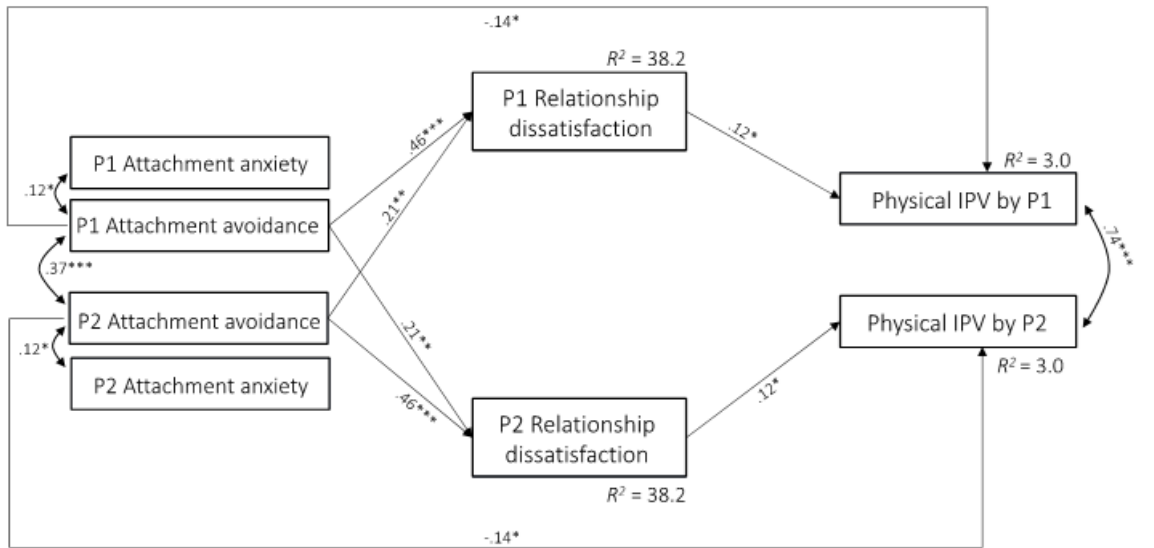 -.14*
R² = 38.2
P1 Relationship
dissatisfaction
.46***
.12*
P1 Attachment anxiety
R² = 3.0
.12*
Physical IPV by P1
.21**
P1 Attachment avoidance
.74***
.37***
P2 Attachment avoidance
Physical IPV by P2
.21**
.12*
R² = 3.0
P2 Attachment anxiety
.46***
.12*
P2 Relationship
dissatisfaction
R² = 38.2
-.14*